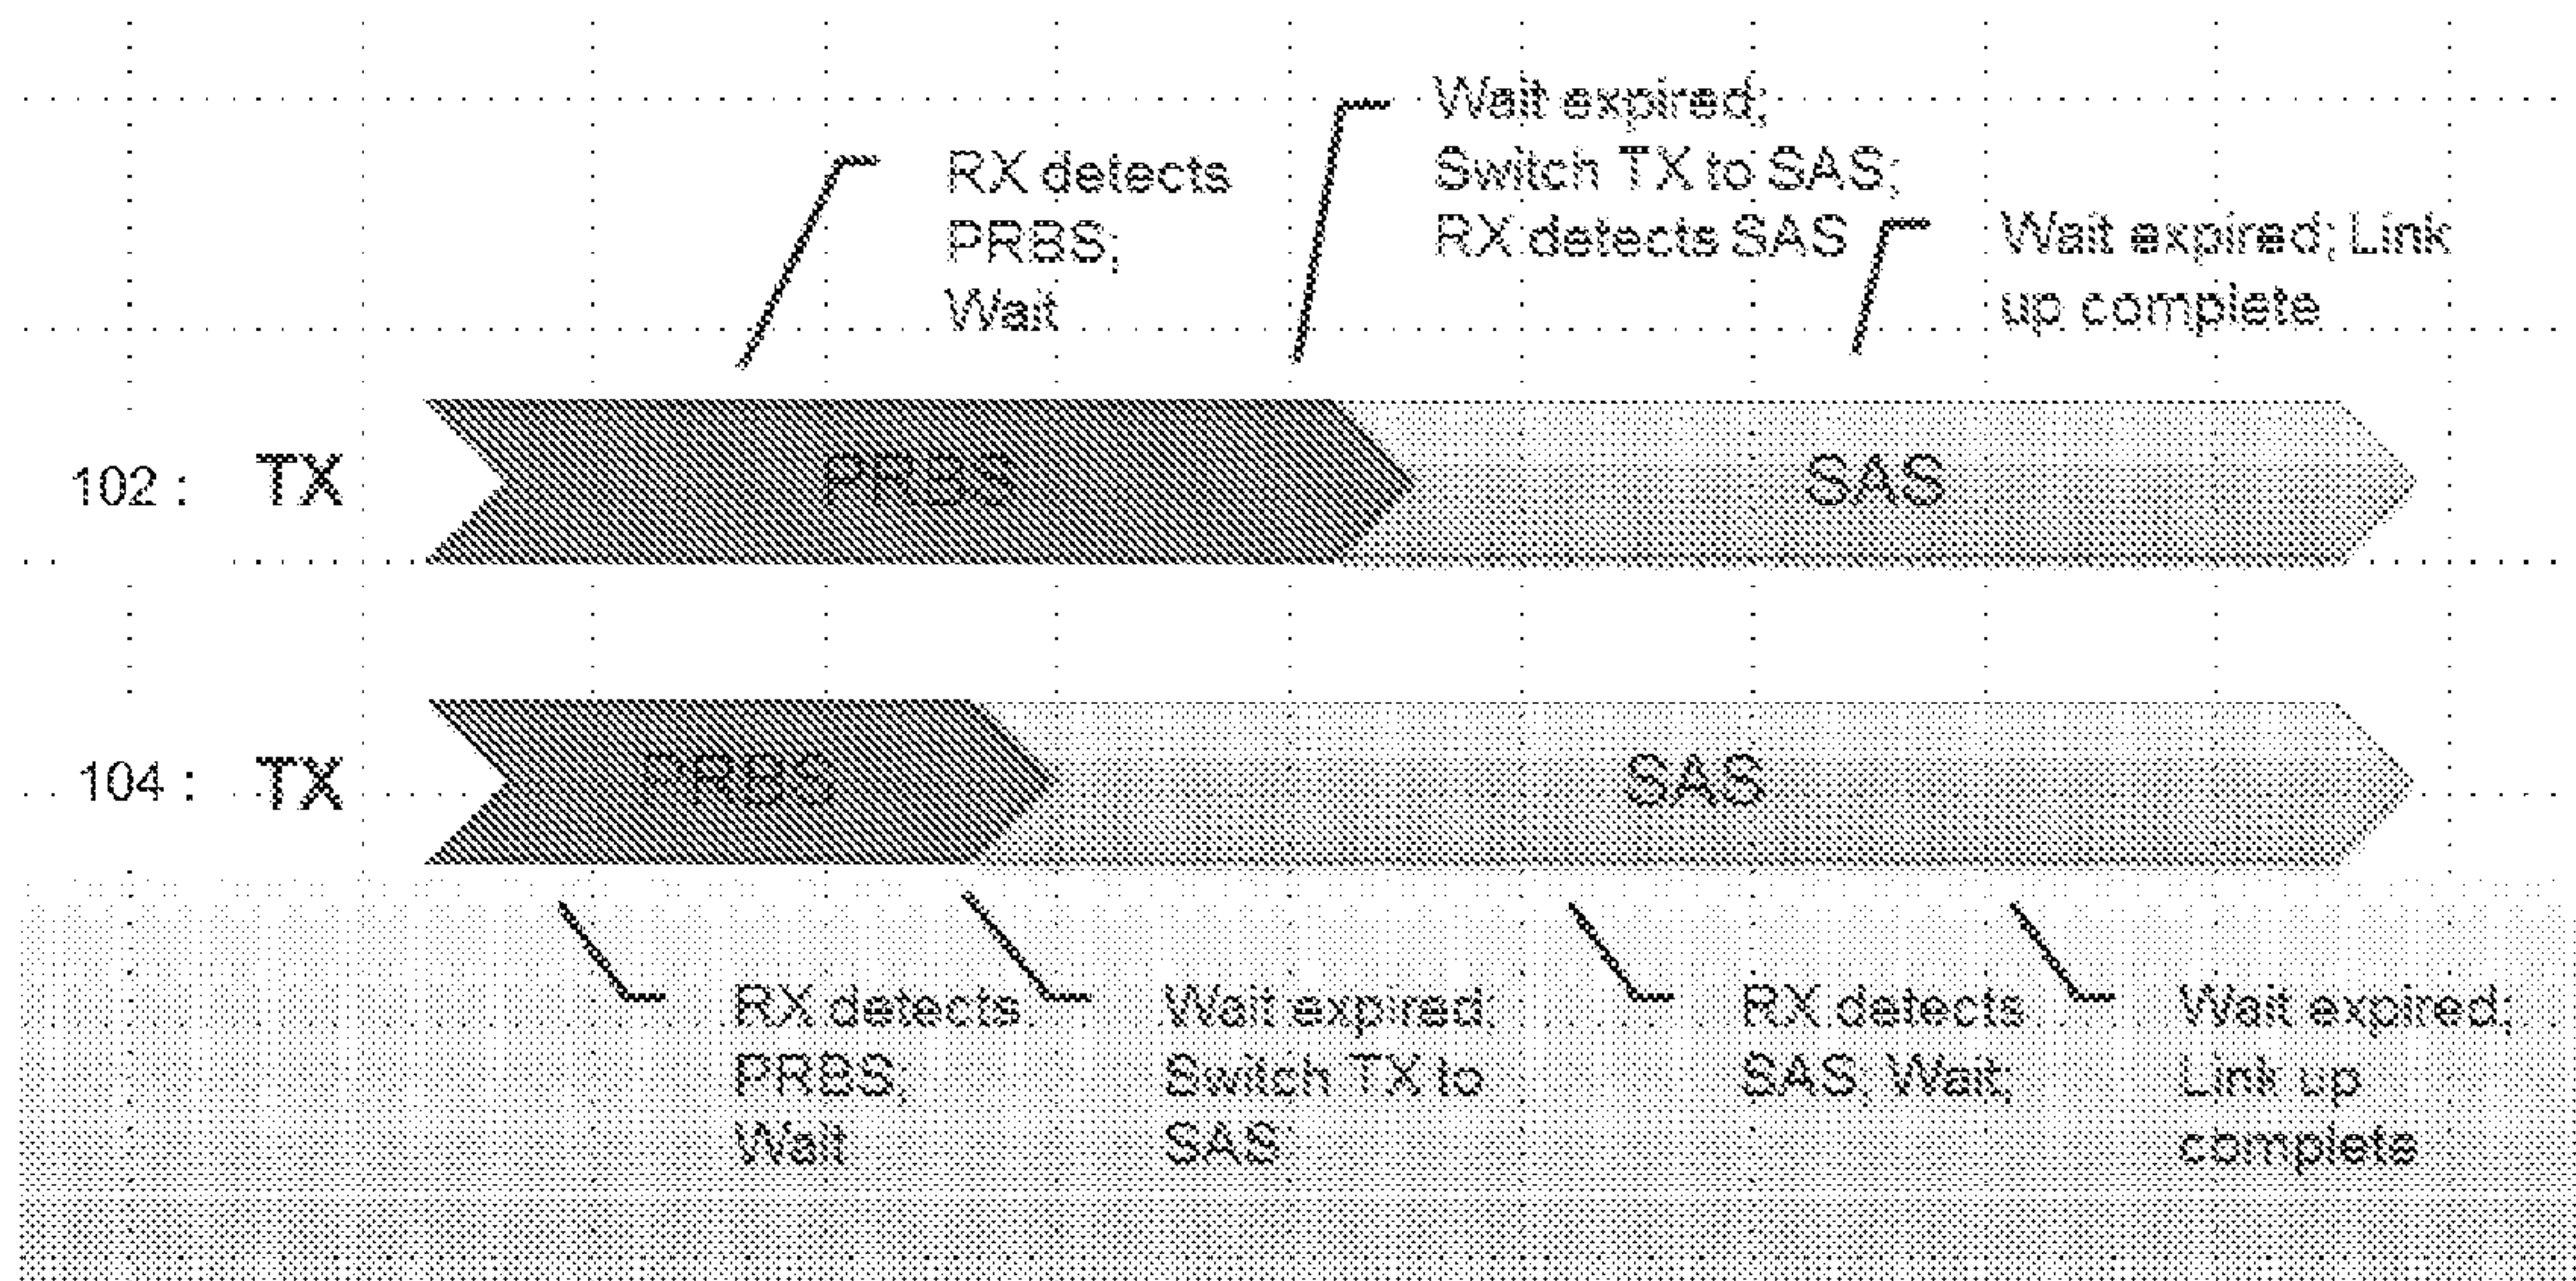 Wait expired;
Switch TX to SAS;
RX detects SAS
RX detects
PRBS;
Wait
Wait expired; Link
up complete
102 : TX PRBS SAS
104 : TX PRBS SAS
RX detects
PRBS;
Wait
Wait expired;
Switch TX to
SAS
RX detects
SAS; Wait;
Wait expired;
Link up
complete